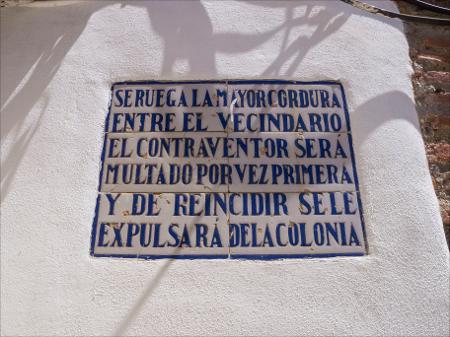 SE RUEGA LA MAYOR CORDURA
ENTRE EL VECINDARIO
EL CONTRAVENTOR SERÁ
MULTADO POR VEZ PRIMERA
Y DE REINCIDIR SE LE
EXPULSARÁ DE LA COLONIA